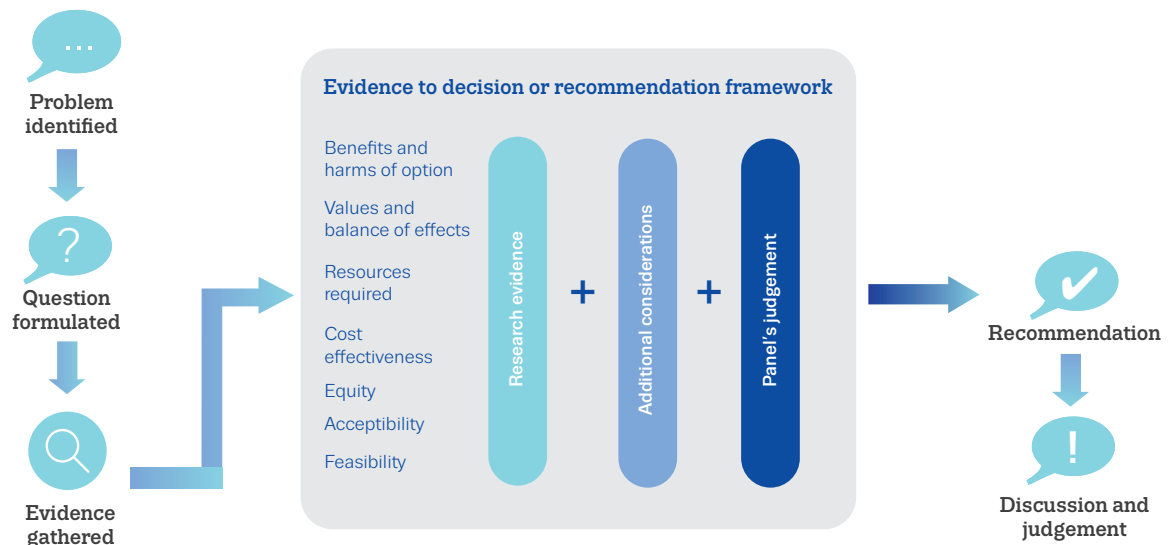 ...
Problem
identified
?
Question
formulated
Evidence
gathered
Evidence to decision or recommendation framework
Benefits and
harms of option
Values and
balance of effects
Resources
required
Cost
effectiveness
Equity
Acceptibility
Feasibility
Research evidence
+
Additional considerations
+
Panel's judgement
Recommendation
!
Discussion and
judgement